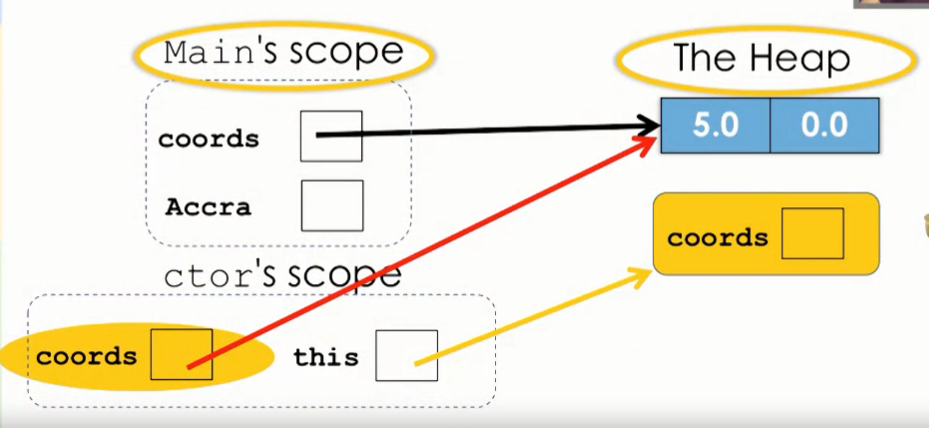 Main's scope
The Heap
coords
5.0 0.0
Accra
coords
ctor's scope
coords
this